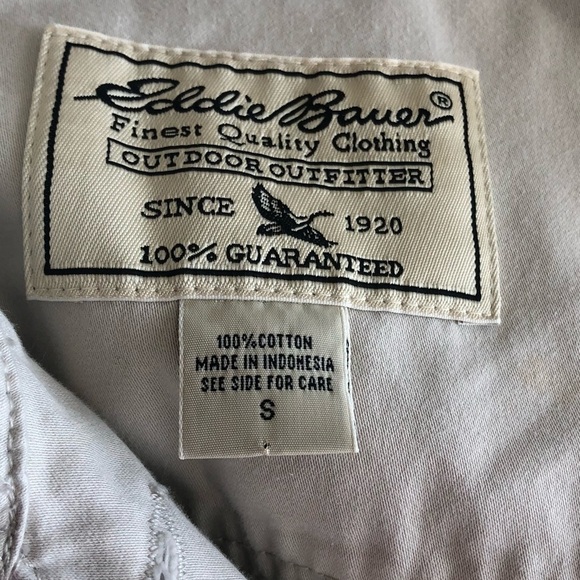 Eddie Bauer®
Finest Quality Clothing
OUTDOOR OUTFITTER
SINCE 1920
100% GUARANTEED
100% COTTON
MADE IN INDONESIA
SEE SIDE FOR CARE
S